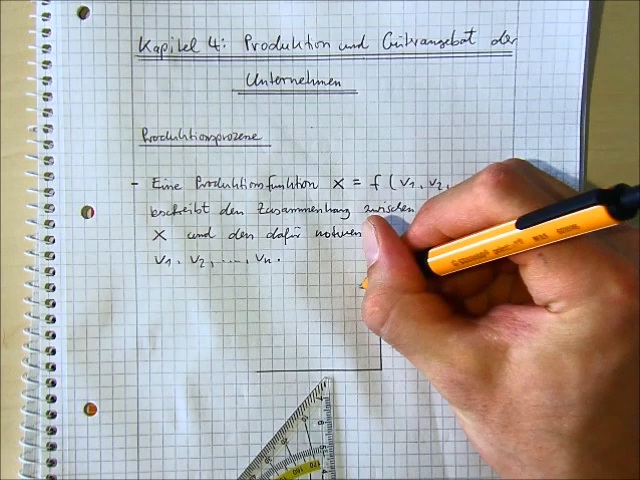 Kapitel 4: Produktion und Güterangebot der
Unternehmen
Produktionsprozesse
- Eine Produktionsfunktion x = f (v1, v2,
beschreibt den Zusammenhang zwischen
x und den dafür notwen
v1, v2, ..., vn.